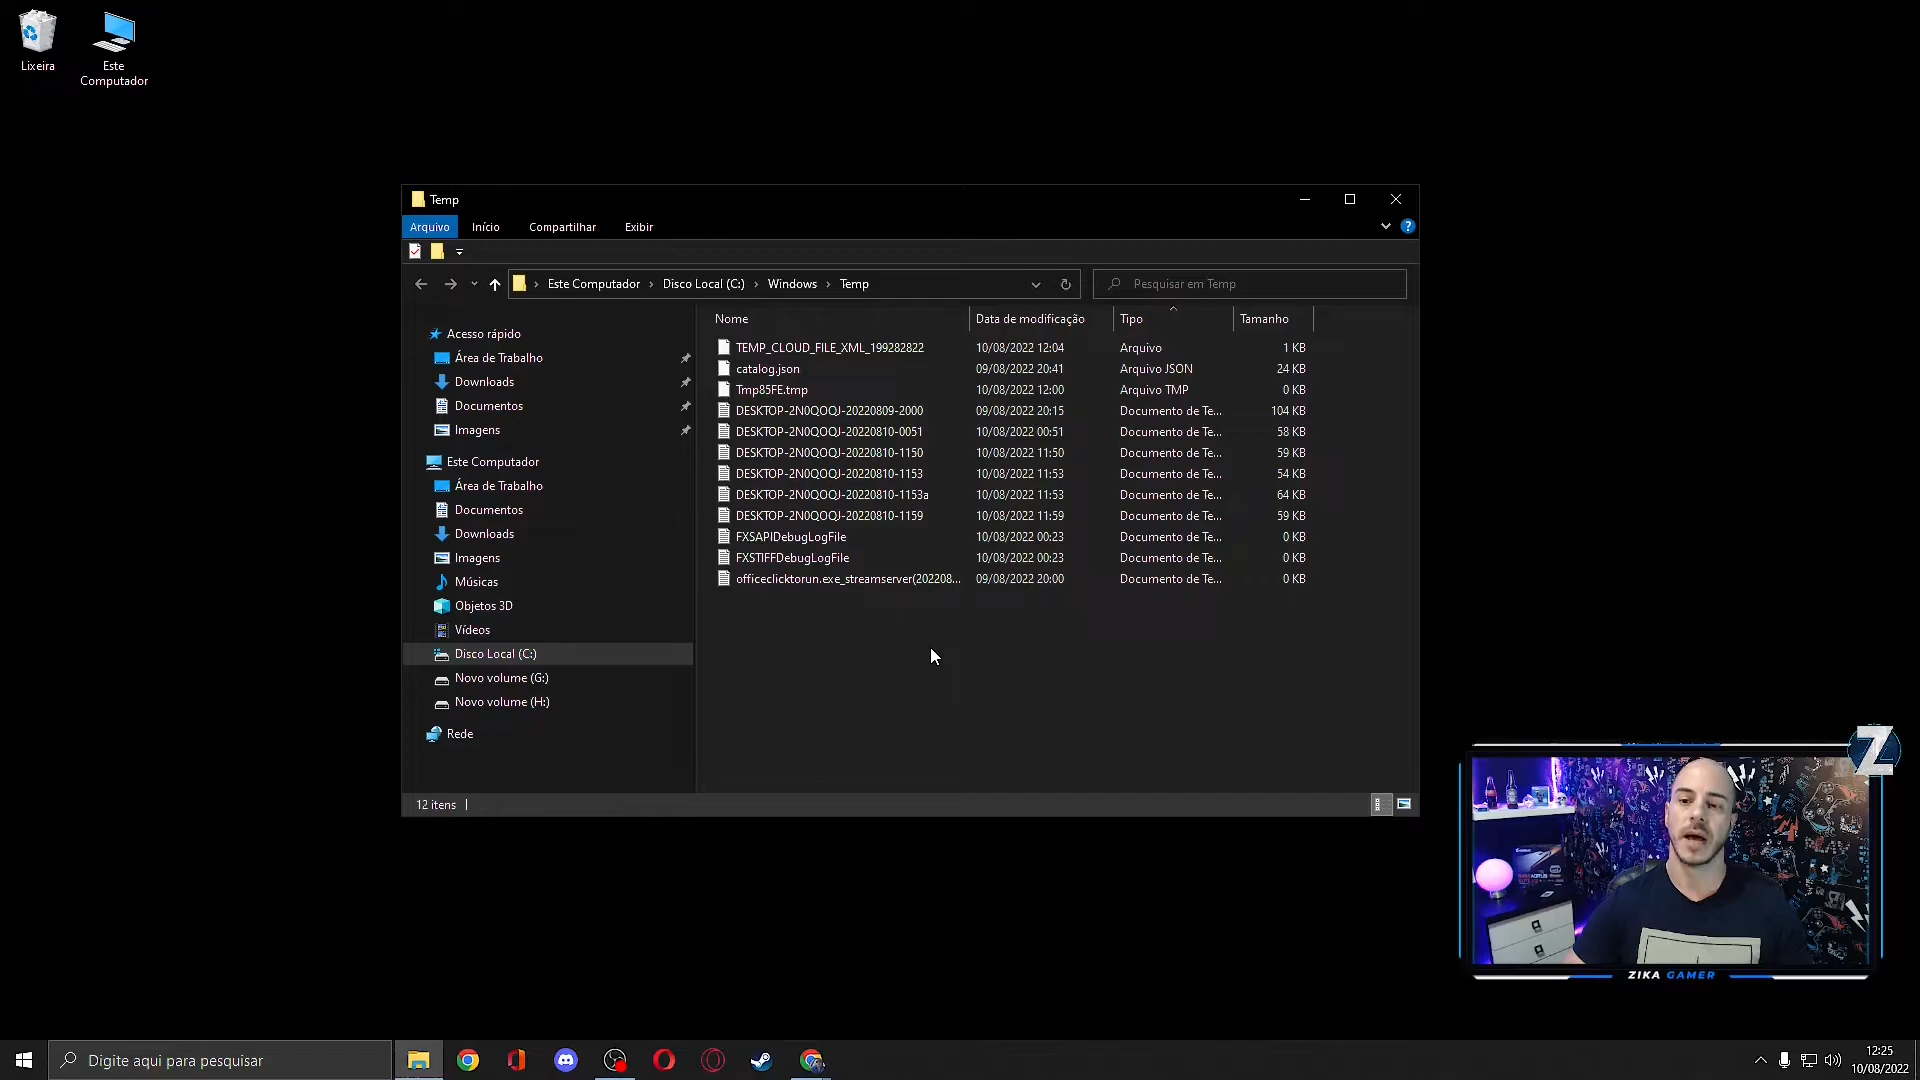 Lixeira
Este
Computador
Temp
Arquivo
Início
Compartilhar
Exibir
Este Computador
Disco Local (C:)
Windows
Temp
Pesquisar em Temp
Nome
Data de modificação
Tipo
Tamanho
TEMP_CLOUD_FILE_XML_199282822 10/08/2022 12:04 Arquivo 1 KB
catalog.json 09/08/2022 20:41 Arquivo JSON 24 KB
Tmp85FE.tmp 10/08/2022 12:00 Arquivo TMP 0 KB
DESKTOP-2N0QOQJ-20220809-2000 09/08/2022 20:15 Documento de Te... 104 KB
DESKTOP-2N0QOQJ-20220810-0051 10/08/2022 00:51 Documento de Te... 58 KB
DESKTOP-2N0QOQJ-20220810-1150 10/08/2022 11:50 Documento de Te... 59 KB
DESKTOP-2N0QOQJ-20220810-1153 10/08/2022 11:53 Documento de Te... 54 KB
DESKTOP-2N0QOQJ-20220810-1153a 10/08/2022 11:53 Documento de Te... 64 KB
DESKTOP-2N0QOQJ-20220810-1159 10/08/2022 11:59 Documento de Te... 59 KB
FXSAPIDebugLogFile 10/08/2022 00:23 Documento de Te... 0 KB
FXSTIFFDebugLogFile 10/08/2022 00:23 Documento de Te... 0 KB
officeclicktorun.exe_streamserver(202208... 09/08/2022 20:00 Documento de Te... 0 KB
Acesso rápido
Área de Trabalho
Downloads
Documentos
Imagens
Este Computador
Área de Trabalho
Documentos
Downloads
Imagens
Músicas
Objetos 3D
Vídeos
Disco Local (C:)
Novo volume (G:)
Novo volume (H:)
Rede
12 itens
Z
ZIKA GAMER
Digite aqui para pesquisar
12:25
10/08/2022